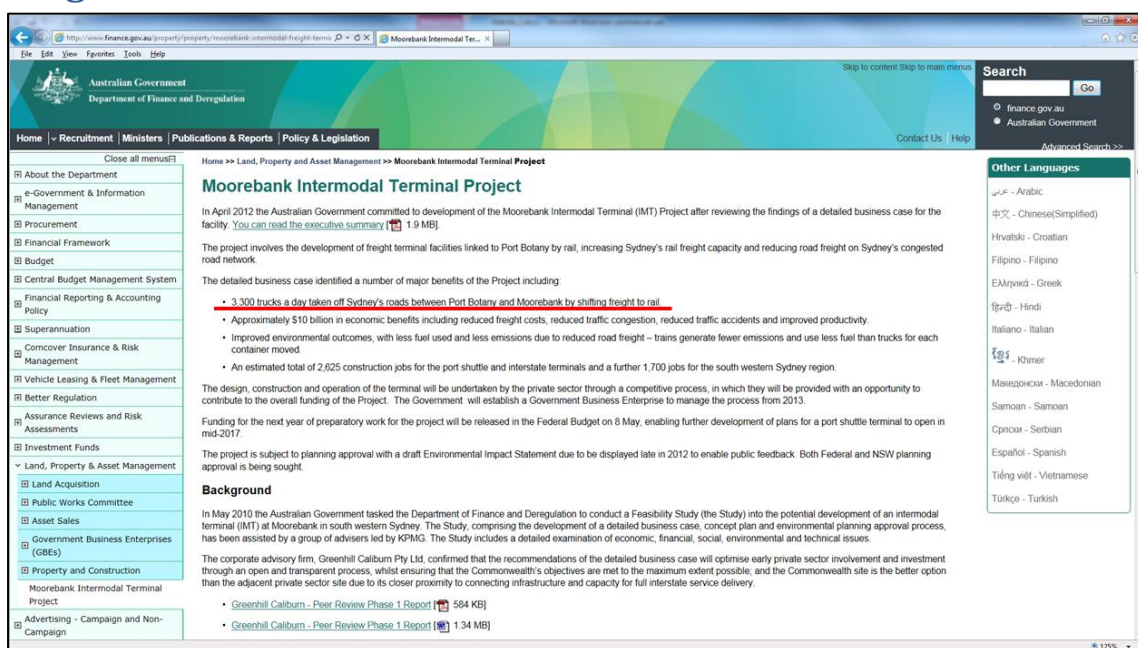 http://www.finance.gov.au/property/property/moorebank-intermodal-freight-termi
Moorebank Intermodal Ter...
File Edit View Favorites Tools Help
Australian Government
Department of Finance and Deregulation
Skip to content Skip to main menus
Search
Go
finance.gov.au
Australian Government
Advanced Search >>
Home Recruitment Ministers Publications & Reports Policy & Legislation
Contact Us Help
Close all menus
About the Department
e-Government & Information
Management
Procurement
Financial Framework
Budget
Central Budget Management System
Financial Reporting & Accounting
Policy
Superannuation
Comcover Insurance & Risk
Management
Vehicle Leasing & Fleet Management
Better Regulation
Assurance Reviews and Risk
Assessments
Investment Funds
Land, Property & Asset Management
Land Acquisition
Public Works Committee
Asset Sales
Government Business Enterprises
(GBEs)
Property and Construction
Moorebank Intermodal Terminal
Project
Advertising - Campaign and Non-
Campaign
Home >> Land, Property and Asset Management >> Moorebank Intermodal Terminal Project
Moorebank Intermodal Terminal Project
In April 2012 the Australian Government committed to development of the Moorebank Intermodal Terminal (IMT) Project after reviewing the findings of a detailed business case for the
facility. You can read the executive summary [ 1.9 MB].
The project involves the development of freight terminal facilities linked to Port Botany by rail, increasing Sydney's rail freight capacity and reducing road freight on Sydney's congested
road network.
The detailed business case identified a number of major benefits of the Project including:
• 3,300 trucks a day taken off Sydney's roads between Port Botany and Moorebank by shifting freight to rail.
• Approximately $10 billion in economic benefits including reduced freight costs, reduced traffic congestion, reduced traffic accidents and improved productivity.
• Improved environmental outcomes, with less fuel used and less emissions due to reduced road freight – trains generate fewer emissions and use less fuel than trucks for each
container moved.
• An estimated total of 2,625 construction jobs for the port shuttle and interstate terminals and a further 1,700 jobs for the south western Sydney region.
The design, construction and operation of the terminal will be undertaken by the private sector through a competitive process, in which they will be provided with an opportunity to
contribute to the overall funding of the Project. The Government will establish a Government Business Enterprise to manage the process from 2013.
Funding for the next year of preparatory work for the project will be released in the Federal Budget on 8 May, enabling further development of plans for a port shuttle terminal to open in
mid-2017.
The project is subject to planning approval with a draft Environmental Impact Statement due to be displayed late in 2012 to enable public feedback. Both Federal and NSW planning
approval is being sought.
Background
In May 2010 the Australian Government tasked the Department of Finance and Deregulation to conduct a Feasibility Study (the Study) into the potential development of an intermodal
terminal (IMT) at Moorebank in south western Sydney. The Study, comprising the development of a detailed business case, concept plan and environmental planning approval process,
has been assisted by a group of advisers led by KPMG. The Study includes a detailed examination of economic, financial, social, environmental and technical issues.
The corporate advisory firm, Greenhill Caliburn Pty Ltd, confirmed that the recommendations of the detailed business case will optimise early private sector involvement and investment
through an open and transparent process, whilst ensuring that the Commonwealth's objectives are met to the maximum extent possible; and the Commonwealth site is the better option
than the adjacent private sector site due to its closer proximity to connecting infrastructure and capacity for full interstate service delivery.
• Greenhill Caliburn - Peer Review Phase 1 Report [ 584 KB]
• Greenhill Caliburn - Peer Review Phase 1 Report [ 1.34 MB]
Other Languages
عربي - Arabic
中文 - Chinese(Simplified)
Hrvatski - Croatian
Filipino - Filipino
Ελληνικά - Greek
हिन्दी - Hindi
Italiano - Italian
ខ្មែរ - Khmer
Македонски - Macedonian
Samoan - Samoan
Српски - Serbian
Español - Spanish
Tiếng việt - Vietnamese
Türkçe - Turkish
125%